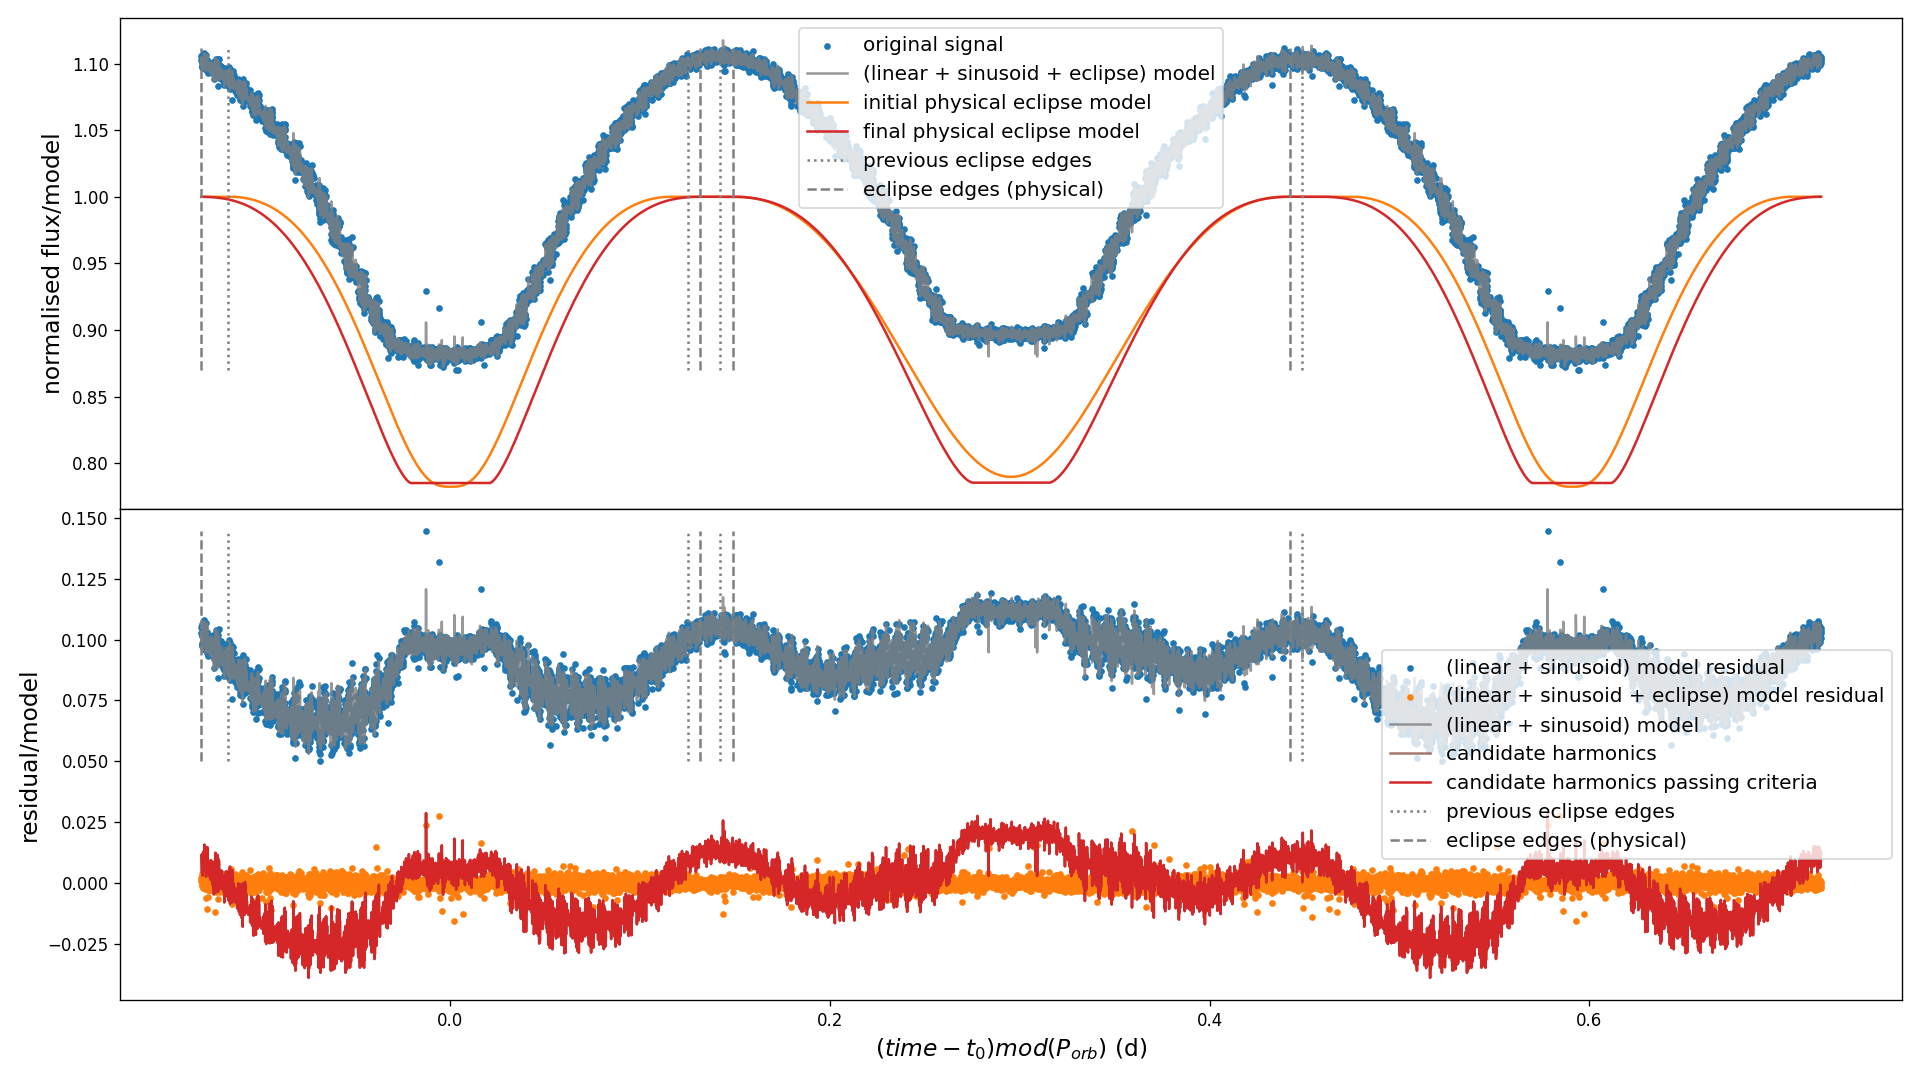 original signal
(linear + sinusoid + eclipse) model
initial physical eclipse model
final physical eclipse model
previous eclipse edges
eclipse edges (physical)
normalised flux/model
1.10
1.05
1.00
0.95
0.90
0.85
0.80
(linear + sinusoid) model residual
(linear + sinusoid + eclipse) model residual
(linear + sinusoid) model
candidate harmonics
candidate harmonics passing criteria
previous eclipse edges
eclipse edges (physical)
residual/model
0.150
0.125
0.100
0.075
0.050
0.025
0.000
−0.025
0.0 0.2 0.4 0.6
(time − t₀)mod(Pₒᵣb) (d)